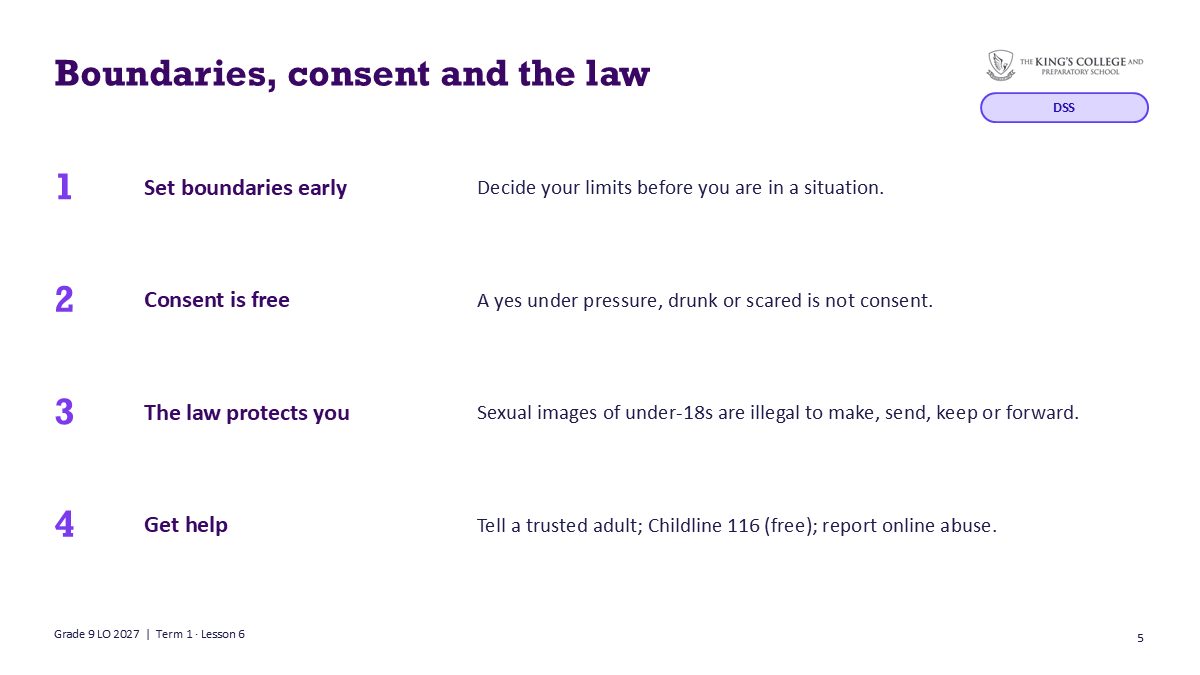 Boundaries, consent and the law
THE KING'S COLLEGE AND
PREPARATORY SCHOOL
DSS
1 Set boundaries early Decide your limits before you are in a situation.
2 Consent is free A yes under pressure, drunk or scared is not consent.
3 The law protects you Sexual images of under-18s are illegal to make, send, keep or forward.
4 Get help Tell a trusted adult; Childline 116 (free); report online abuse.
Grade 9 LO 2027 | Term 1 · Lesson 6
5